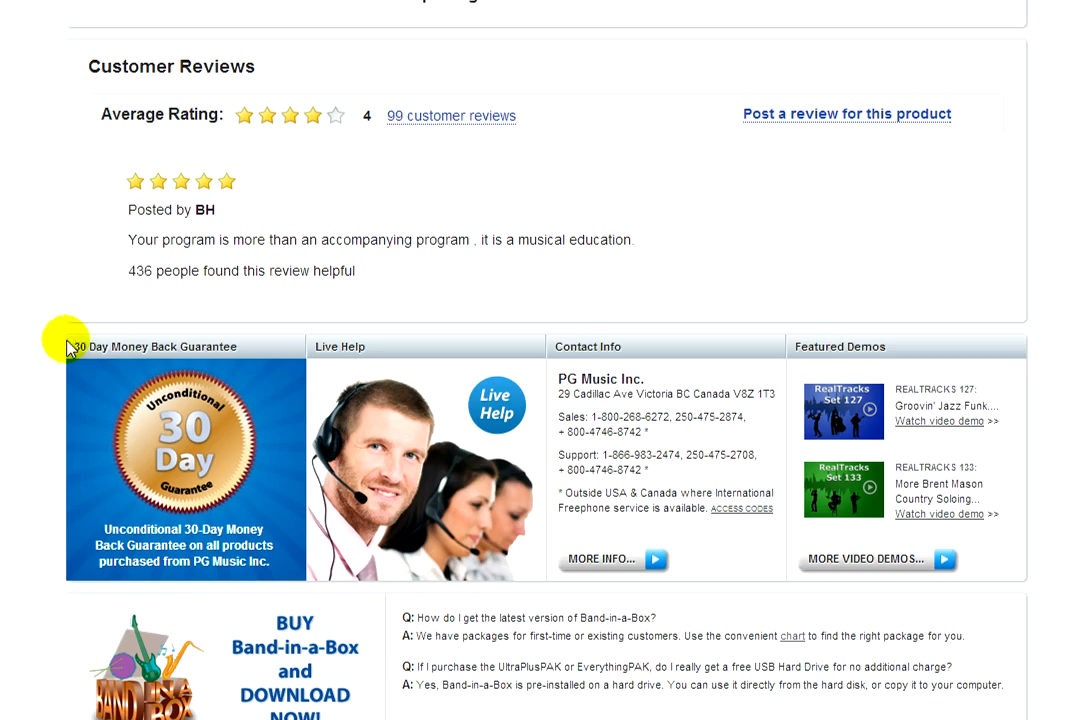 Customer Reviews
Average Rating: 4 99 customer reviews
Post a review for this product
Posted by BH
Your program is more than an accompanying program , it is a musical education.
436 people found this review helpful
30 Day Money Back Guarantee
Unconditional
30
Day
Guarantee
Unconditional 30-Day Money
Back Guarantee on all products
purchased from PG Music Inc.
Live Help
Live
Help
Contact Info
PG Music Inc.
29 Cadillac Ave Victoria BC Canada V8Z 1T3
Sales: 1-800-268-6272, 250-475-2874,
+ 800-4746-8742 *
Support: 1-866-983-2474, 250-475-2708,
+ 800-4746-8742 *
* Outside USA & Canada where International
Freephone service is available. ACCESS CODES
MORE INFO...
Featured Demos
RealTracks
Set 127
REALTRACKS 127:
Groovin' Jazz Funk....
Watch video demo >>
RealTracks
Set 133
REALTRACKS 133:
More Brent Mason
Country Soloing...
Watch video demo >>
MORE VIDEO DEMOS...
BAND IN A
BOX
BUY
Band-in-a-Box
and
DOWNLOAD
NOW!
Q: How do I get the latest version of Band-in-a-Box?
A: We have packages for first-time or existing customers. Use the convenient chart to find the right package for you.
Q: If I purchase the UltraPlusPAK or EverythingPAK, do I really get a free USB Hard Drive for no additional charge?
A: Yes, Band-in-a-Box is pre-installed on a hard drive. You can use it directly from the hard disk, or copy it to your computer.